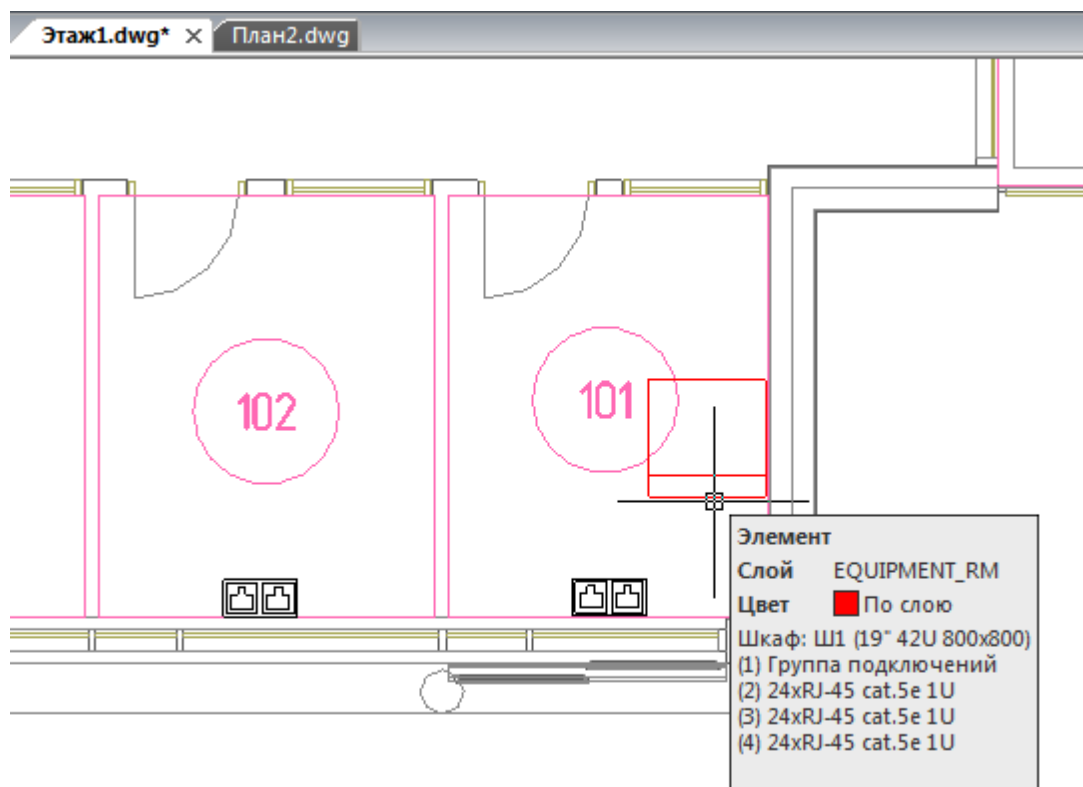 Этаж1.dwg* × План2.dwg
102
101
Элемент
Слой EQUIPMENT_RM
Цвет По слою
Шкаф: Ш1 (19" 42U 800x800)
(1) Группа подключений
(2) 24xRJ-45 cat.5e 1U
(3) 24xRJ-45 cat.5e 1U
(4) 24xRJ-45 cat.5e 1U